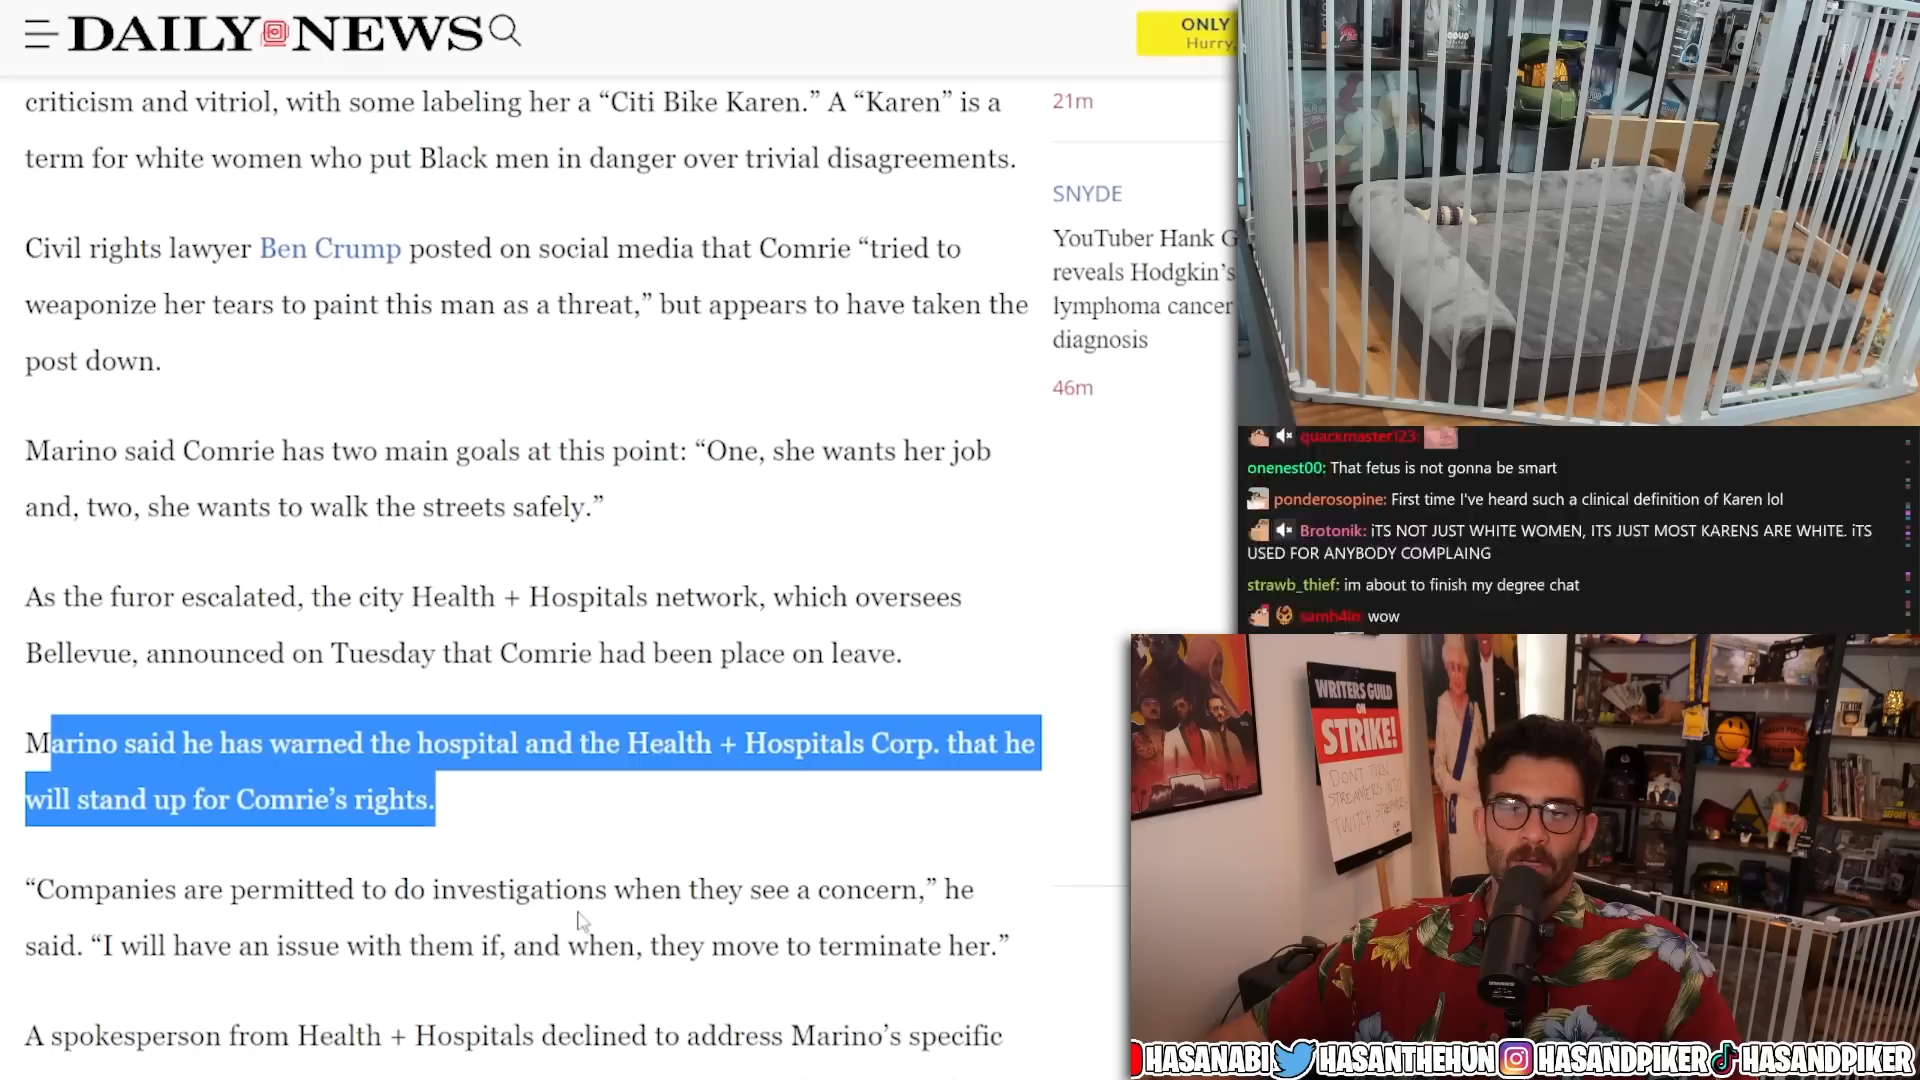 DAILY NEWS
ONLY
Hurry,
criticism and vitriol, with some labeling her a “Citi Bike Karen.” A “Karen” is a
term for white women who put Black men in danger over trivial disagreements.
Civil rights lawyer Ben Crump posted on social media that Comrie “tried to
weaponize her tears to paint this man as a threat,” but appears to have taken the
post down.
Marino said Comrie has two main goals at this point: “One, she wants her job
and, two, she wants to walk the streets safely.”
As the furor escalated, the city Health + Hospitals network, which oversees
Bellevue, announced on Tuesday that Comrie had been place on leave.
Marino said he has warned the hospital and the Health + Hospitals Corp. that he
will stand up for Comrie’s rights.
“Companies are permitted to do investigations when they see a concern,” he
said. “I will have an issue with them if, and when, they move to terminate her.”
A spokesperson from Health + Hospitals declined to address Marino’s specific
21m
SNYDE
YouTuber Hank G
reveals Hodgkin’s
lymphoma cancer
diagnosis
46m
quackmaster123:
onenest00: That fetus is not gonna be smart
ponderosopine: First time I've heard such a clinical definition of Karen lol
Brotonik: iTS NOT JUST WHITE WOMEN, ITS JUST MOST KARENS ARE WHITE. iTS
USED FOR ANYBODY COMPLAING
strawb_thief: im about to finish my degree chat
samh4in wow
WRITERS GUILD
ON
STRIKE!
DONT TURN
STREAMERS INTO
TWITCH
TIKTOK
HASANABI HASANTHEHUN HASANDPIKER HASANDPIKER